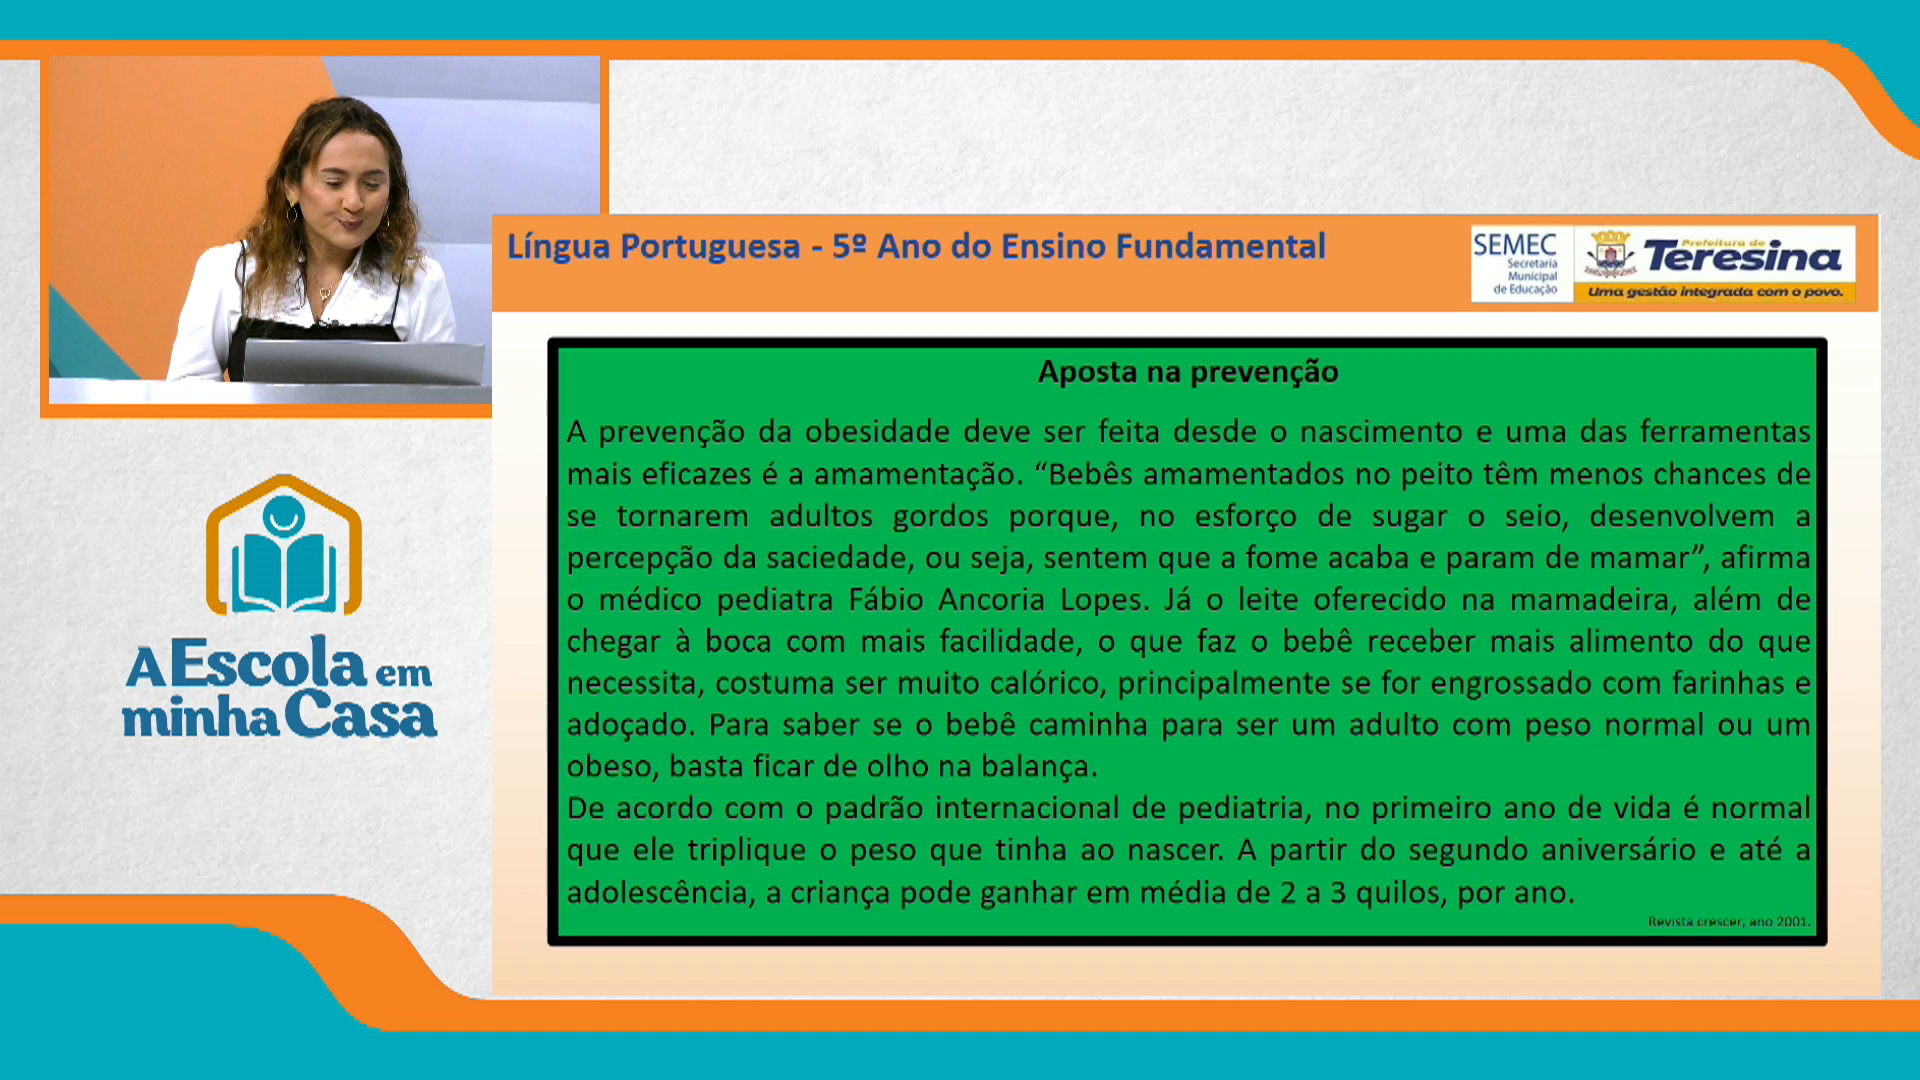 Língua Portuguesa - 5º Ano do Ensino Fundamental
SEMEC
Secretaria
Municipal
de Educação
Prefeitura de
Teresina
Uma gestão integrada com o povo.
Aposta na prevenção
A prevenção da obesidade deve ser feita desde o nascimento e uma das ferramentas
mais eficazes é a amamentação. “Bebês amamentados no peito têm menos chances de
se tornarem adultos gordos porque, no esforço de sugar o seio, desenvolvem a
percepção da saciedade, ou seja, sentem que a fome acaba e param de mamar”, afirma
o médico pediatra Fábio Ancoria Lopes. Já o leite oferecido na mamadeira, além de
chegar à boca com mais facilidade, o que faz o bebê receber mais alimento do que
necessita, costuma ser muito calórico, principalmente se for engrossado com farinhas e
adoçado. Para saber se o bebê caminha para ser um adulto com peso normal ou um
obeso, basta ficar de olho na balança.
De acordo com o padrão internacional de pediatria, no primeiro ano de vida é normal
que ele triplique o peso que tinha ao nascer. A partir do segundo aniversário e até a
adolescência, a criança pode ganhar em média de 2 a 3 quilos, por ano.
Revista crescer, ano 2001.
A Escola em
minha Casa